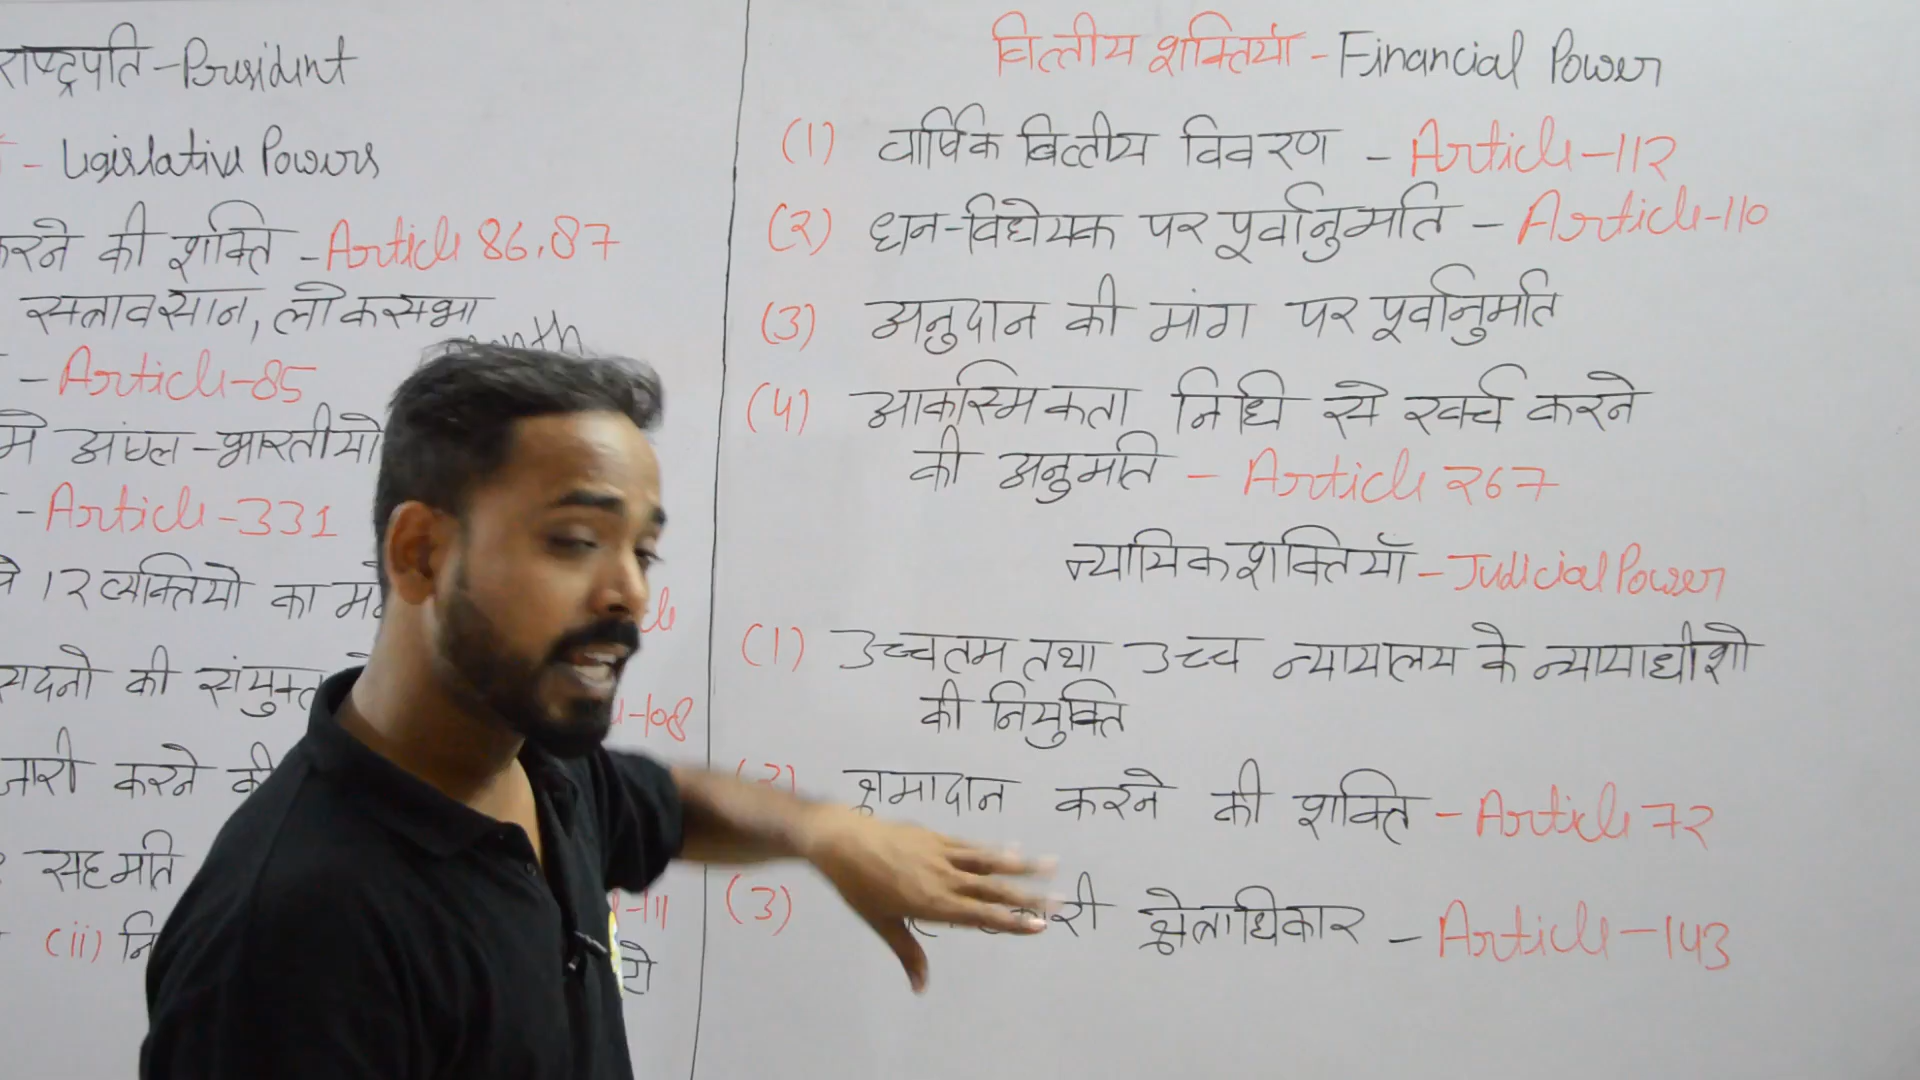 राष्ट्रपति - President
- Legislative Powers
करने की शक्ति - Article 86,87
सत्रावसान, लोकसभा
- Article-85
में आंग्ल-भारतीयों
- Article-331
12 व्यक्तियो का
सदनो की संयुक्त
-108
जारी करने की
सहमति
-111
(ii) नि
वित्तीय शक्तियाँ - Financial Power
(1) वार्षिक वित्तीय विवरण - Article-112
(2) धन-विधेयक पर पूर्वानुमति - Article-110
(3) अनुदान की मांग पर पूर्वानुमति
(4) आकस्मिकता निधि से खर्च करने
की अनुमति - Article 267
न्यायिक शक्तियाँ - Judicial Power
(1) उच्चतम तथा उच्च न्यायालय के न्यायाधीशो
की नियुक्ति
(2) क्षमादान करने की शक्ति - Article 72
(3) कारी क्षेत्राधिकार - Article-143